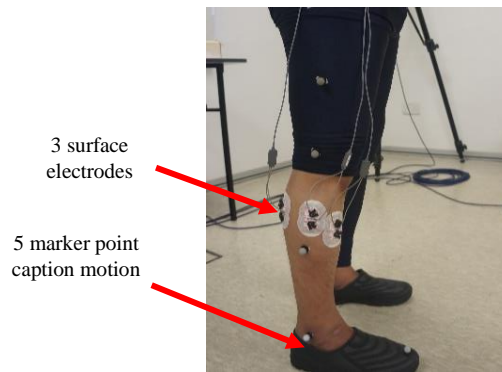 3 surface
electrodes
5 marker point
caption motion